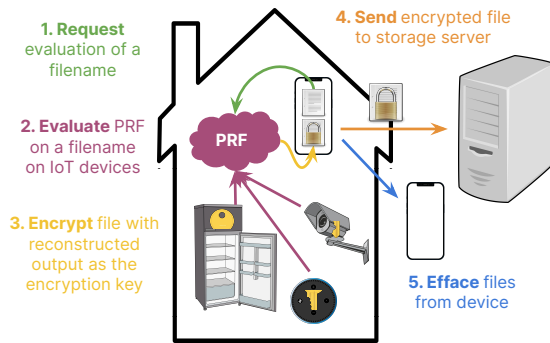 1. Request
evaluation of a
filename
4. Send encrypted file
to storage server
2. Evaluate PRF
on a filename
on IoT devices
PRF
3. Encrypt file with
reconstructed
output as the
encryption key
5. Efface files
from device